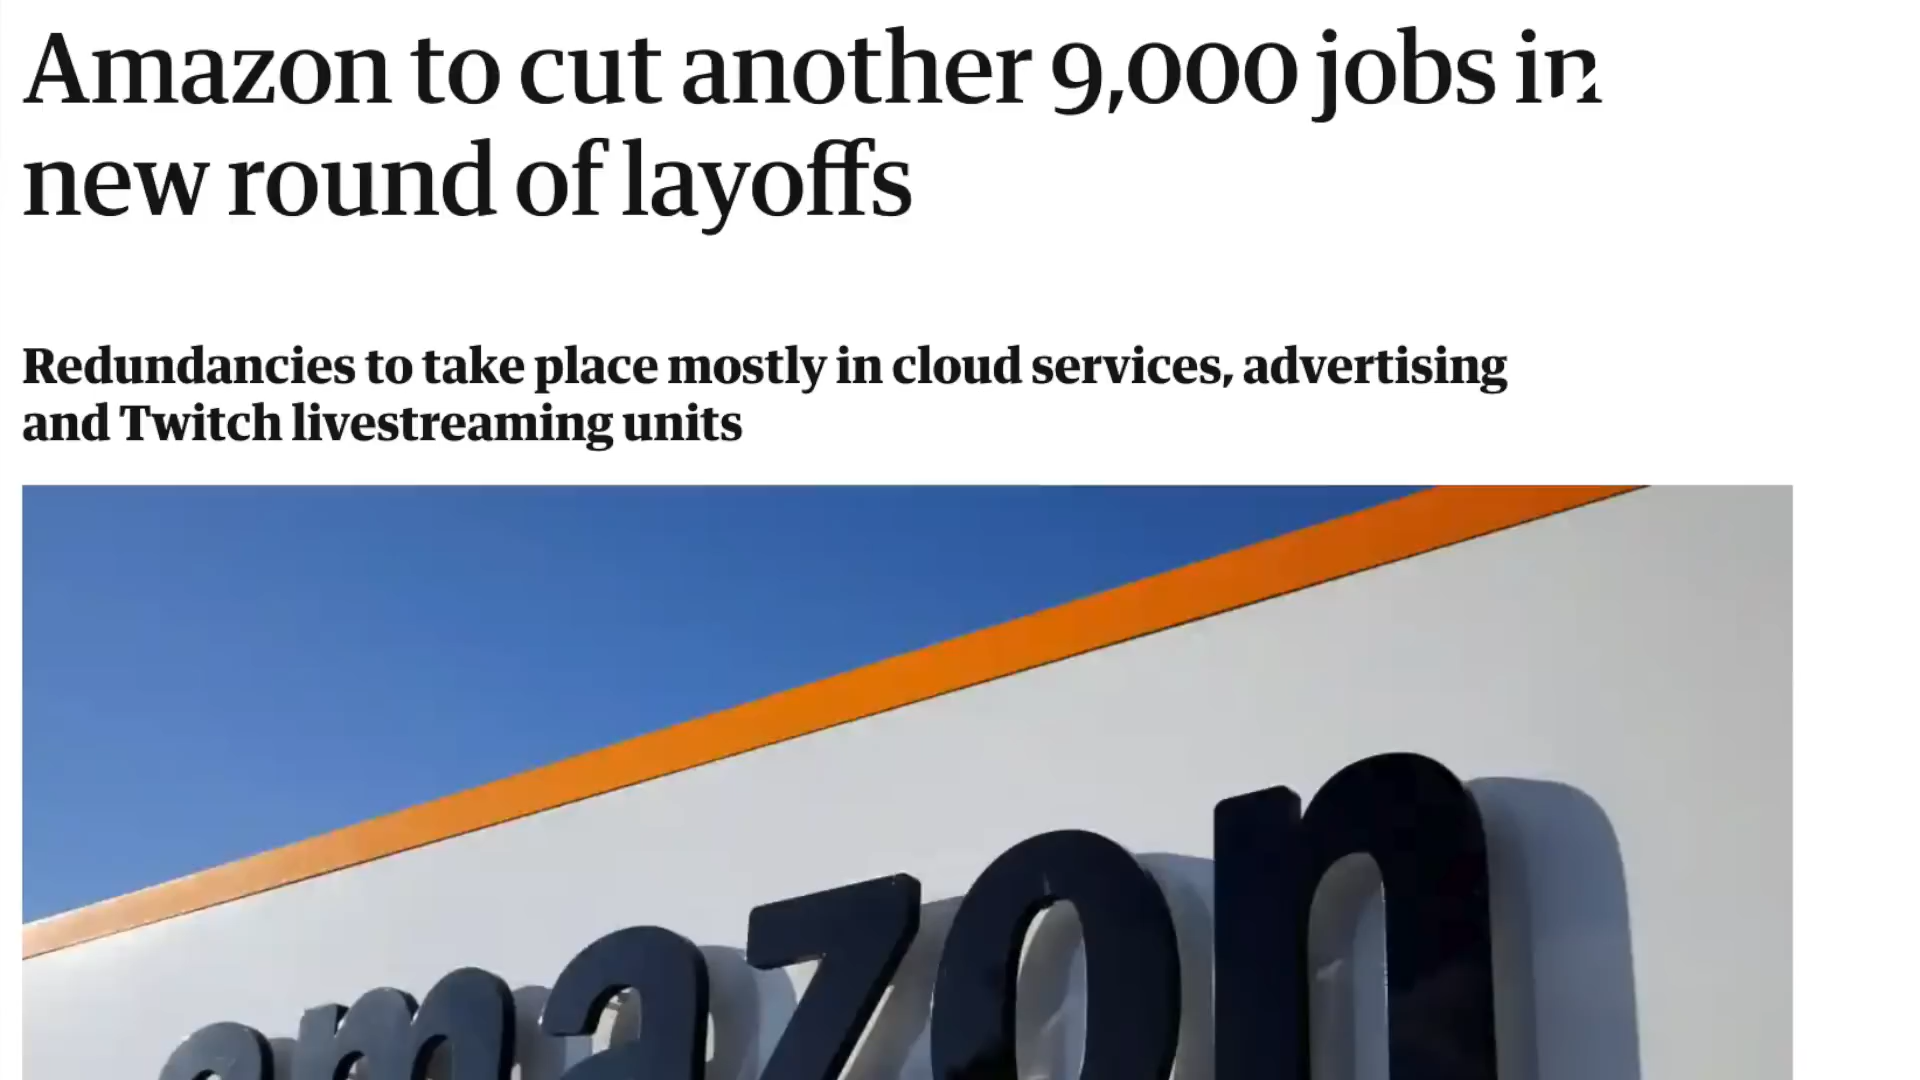 Amazon to cut another 9,000 jobs in
new round of layoffs
Redundancies to take place mostly in cloud services, advertising
and Twitch livestreaming units
amazon